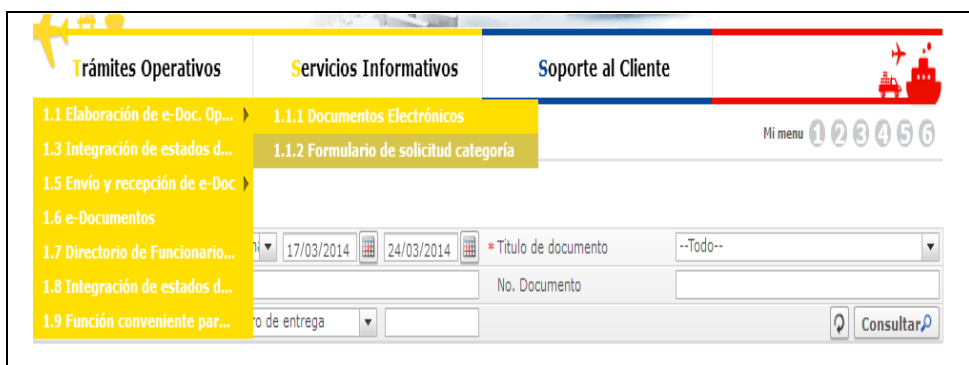 Trámites Operativos Servicios Informativos Soporte al Cliente
1.1 Elaboración de e-Doc. Op... 1.1.1 Documentos Electrónicos
Mi menu 1 2 3 4 5 6
1.3 Integración de estados d... 1.1.2 Formulario de solicitud categoría
1.5 Envío y recepción de e-Doc
1.6 e-Documentos
1.7 Directorio de Funcionario... 17/03/2014 24/03/2014 * Titulo de documento --Todo--
1.8 Integración de estados d... No. Documento
1.9 Función conveniente par... de entrega Consultar